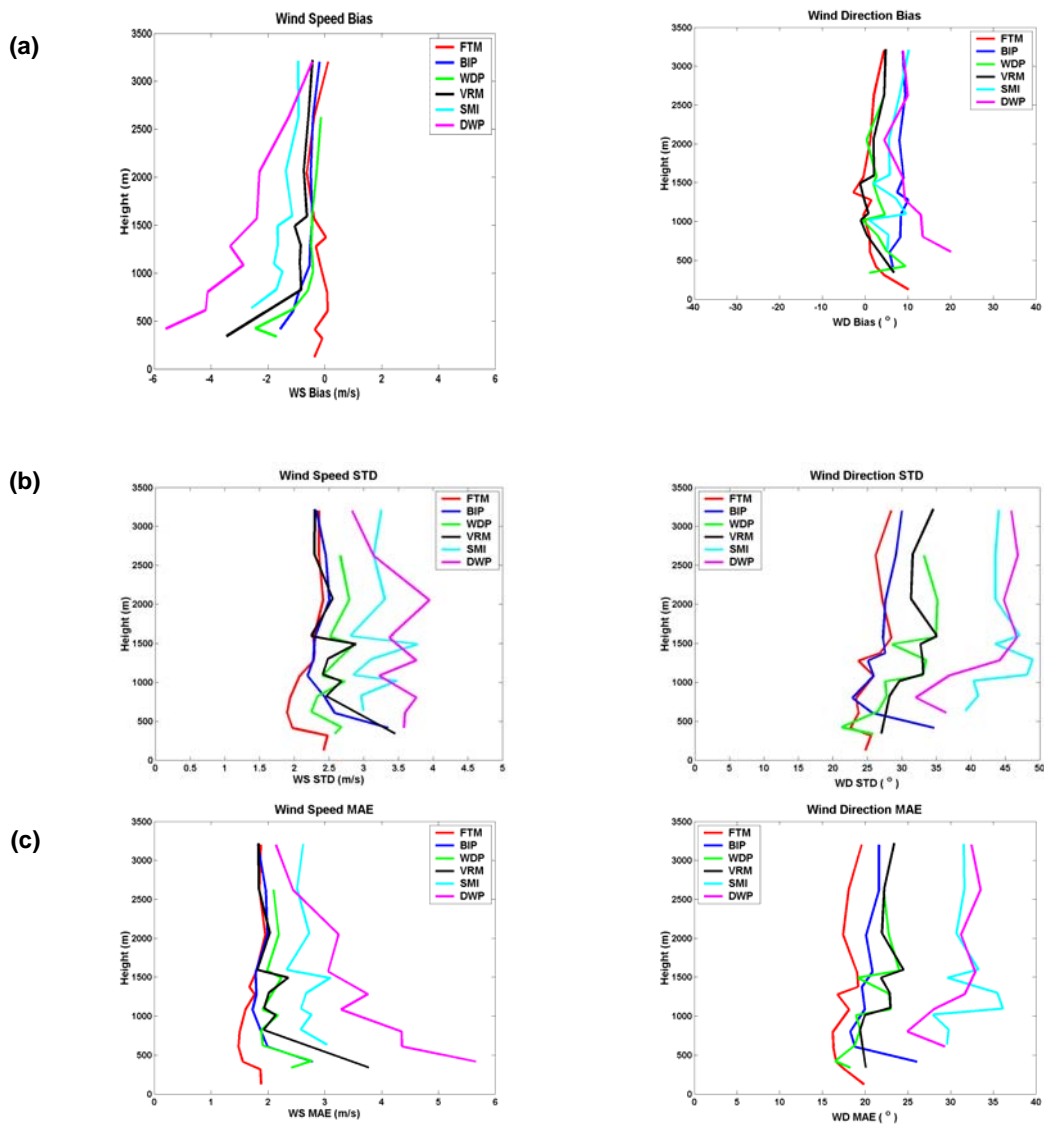 (a)
Wind Speed Bias
3500
3000
2500
2000
1500
1000
500
0
Height (m)
-6 -4 -2 0 2 4 6
WS Bias (m/s)
FTM
BIP
WDP
VRM
SMI
DWP
Wind Direction Bias
3500
3000
2500
2000
1500
1000
500
0
Height (m)
-40 -30 -20 -10 0 10 20 30 40
WD Bias ( ° )
FTM
BIP
WDP
VRM
SMI
DWP
(b)
Wind Speed STD
3500
3000
2500
2000
1500
1000
500
0
Height (m)
0 0.5 1 1.5 2 2.5 3 3.5 4 4.5 5
WS STD (m/s)
FTM
BIP
WDP
VRM
SMI
DWP
Wind Direction STD
3500
3000
2500
2000
1500
1000
500
0
Height (m)
0 5 10 15 20 25 30 35 40 45 50
WD STD ( ° )
FTM
BIP
WDP
VRM
SMI
DWP
(c)
Wind Speed MAE
3500
3000
2500
2000
1500
1000
500
0
Height (m)
0 1 2 3 4 5 6
WS MAE (m/s)
FTM
BIP
WDP
VRM
SMI
DWP
Wind Direction MAE
3500
3000
2500
2000
1500
1000
500
0
Height (m)
0 5 10 15 20 25 30 35 40
WD MAE ( ° )
FTM
BIP
WDP
VRM
SMI
DWP